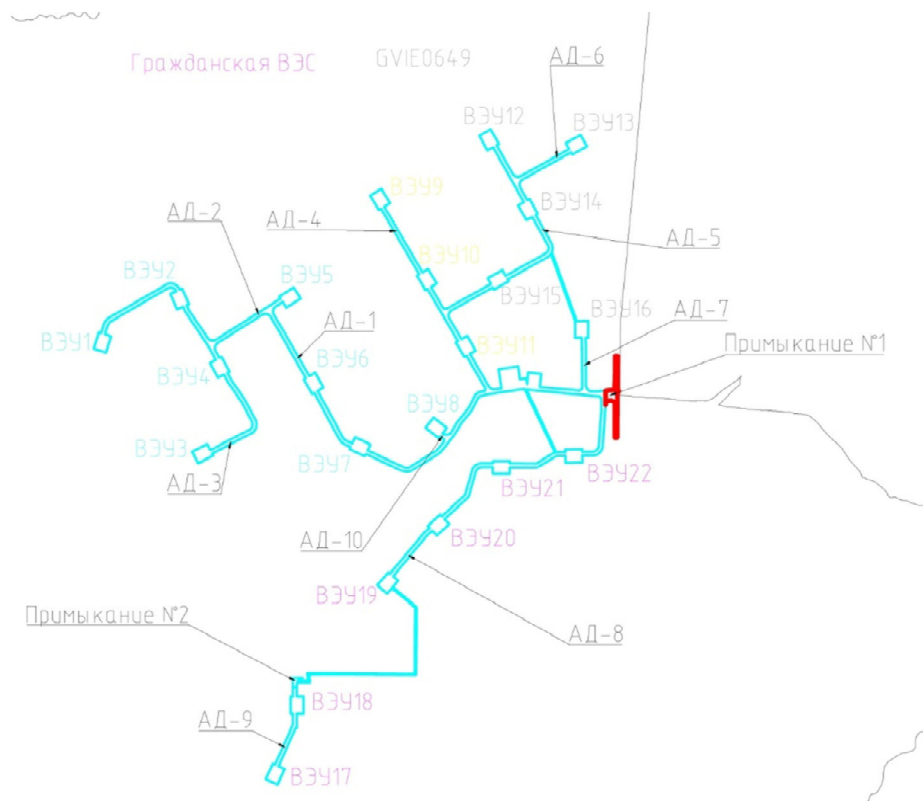 Гражданская ВЭС
GVIE0649
АД-6
ВЭУ12
ВЭУ13
ВЭУ9
АД-2
АД-4
ВЭУ14
АД-5
ВЭУ2
ВЭУ5
ВЭУ10
ВЭУ15
ВЭУ16
АД-7
АД-1
ВЭУ1
ВЭУ4
ВЭУ6
ВЭУ11
Примыкание №1
ВЭУ8
ВЭУ3
ВЭУ7
АД-3
ВЭУ21
ВЭУ22
АД-10
ВЭУ20
ВЭУ19
Примыкание №2
АД-8
ВЭУ18
АД-9
ВЭУ17